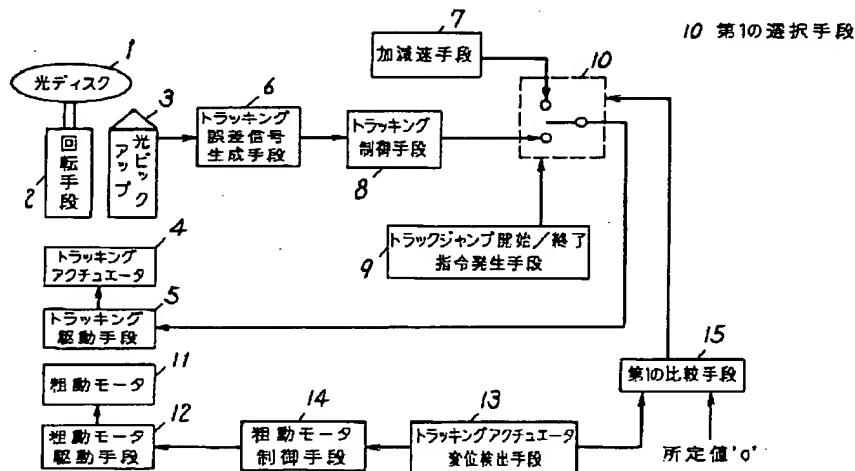 7
加減速手段
10 第1の選択手段
1
光ディスク
10
3
6
トラッキング
誤差信号
生成手段
トラッキング
制御手段
8
回転手段
2
光ピック
アップ
4
トラッキング
アクチュエータ
トラックジャンプ開始/終了
指令発生手段
9
5
トラッキング
駆動手段
11
粗動モータ
15
第1の比較手段
12
粗動モータ
駆動手段
14
粗動モータ
制御手段
13
トラッキングアクチュエータ
変位検出手段
所定値'a'